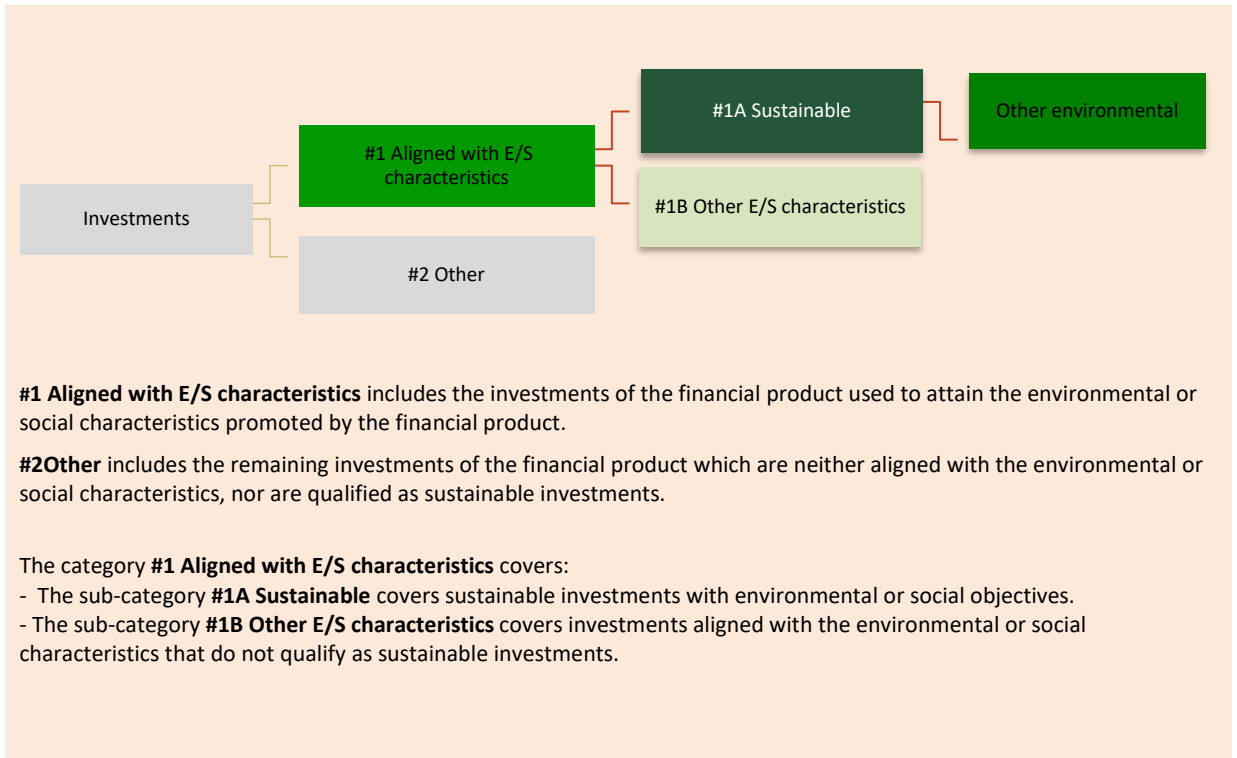 #1A Sustainable
Other environmental
#1 Aligned with E/S
characteristics
#1B Other E/S characteristics
Investments
#2 Other
#1 Aligned with E/S characteristics includes the investments of the financial product used to attain the environmental or
social characteristics promoted by the financial product.
#2Other includes the remaining investments of the financial product which are neither aligned with the environmental or
social characteristics, nor are qualified as sustainable investments.
The category #1 Aligned with E/S characteristics covers:
- The sub-category #1A Sustainable covers sustainable investments with environmental or social objectives.
- The sub-category #1B Other E/S characteristics covers investments aligned with the environmental or social
characteristics that do not qualify as sustainable investments.